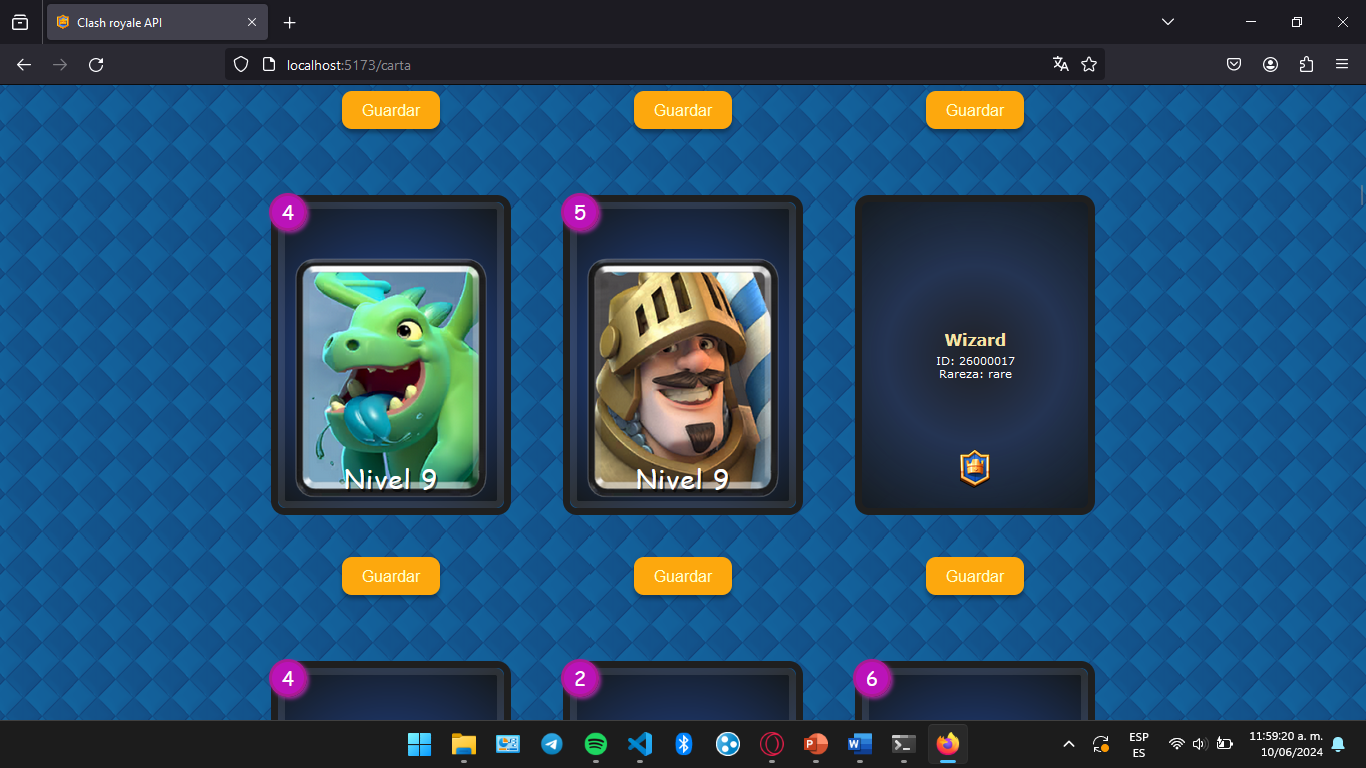 Clash royale API
localhost:5173/carta
Guardar Guardar Guardar
4 5
Wizard
ID: 26000017
Rareza: rare
Nivel 9 Nivel 9
Guardar Guardar Guardar
4 2 6
ESP
ES
11:59:20 a. m.
10/06/2024